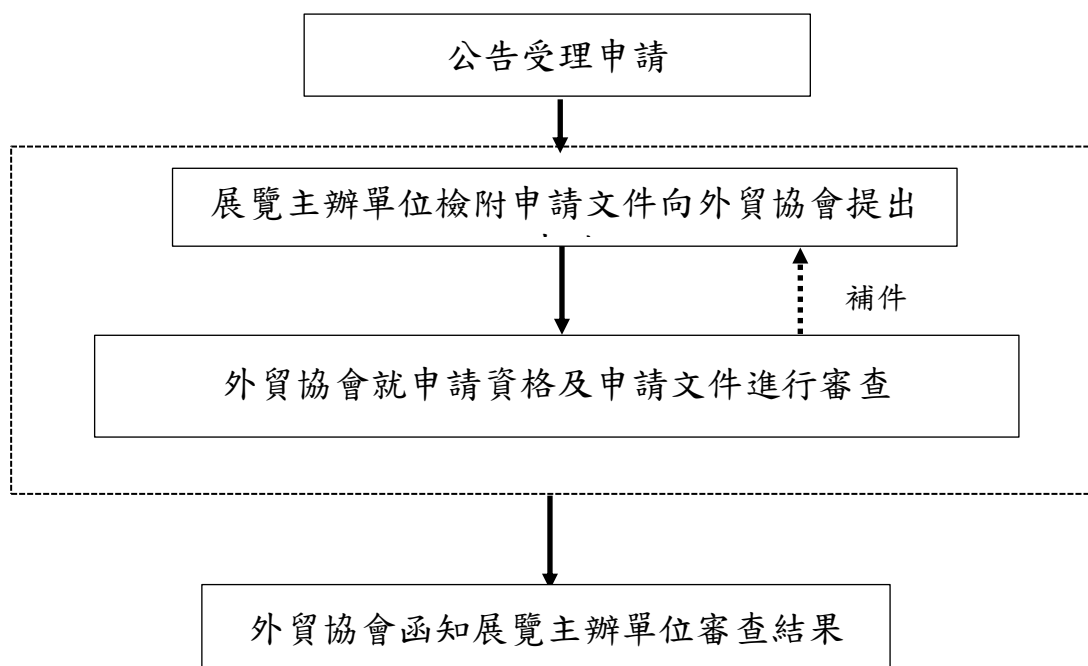 公告受理申請
展覽主辦單位檢附申請文件向外貿協會提出
補件
外貿協會就申請資格及申請文件進行審查
外貿協會函知展覽主辦單位審查結果